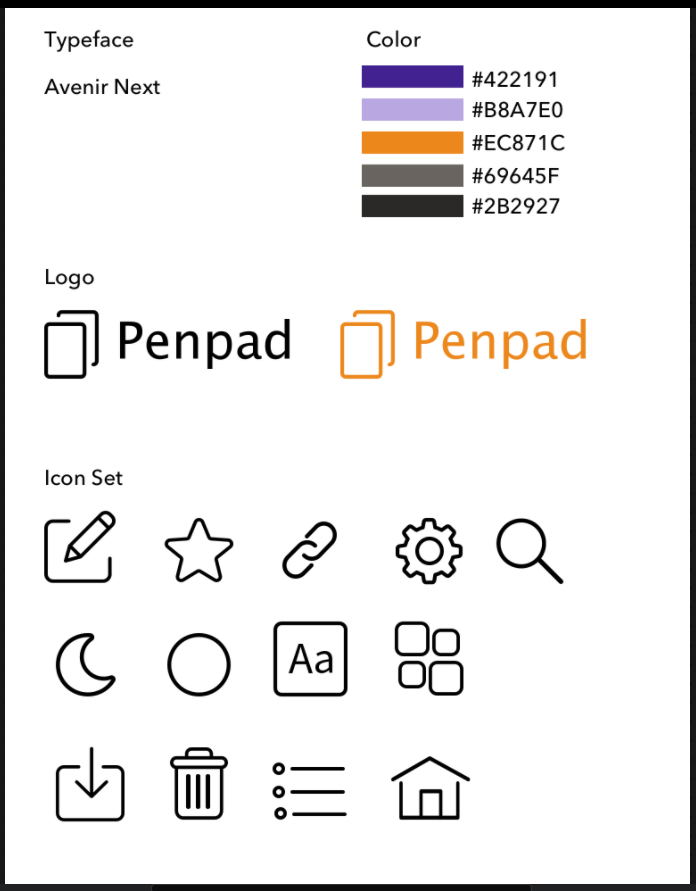 Typeface
Avenir Next
Color
#422191
#B8A7E0
#EC871C
#69645F
#2B2927
Logo
Penpad
Penpad
Icon Set
Aa